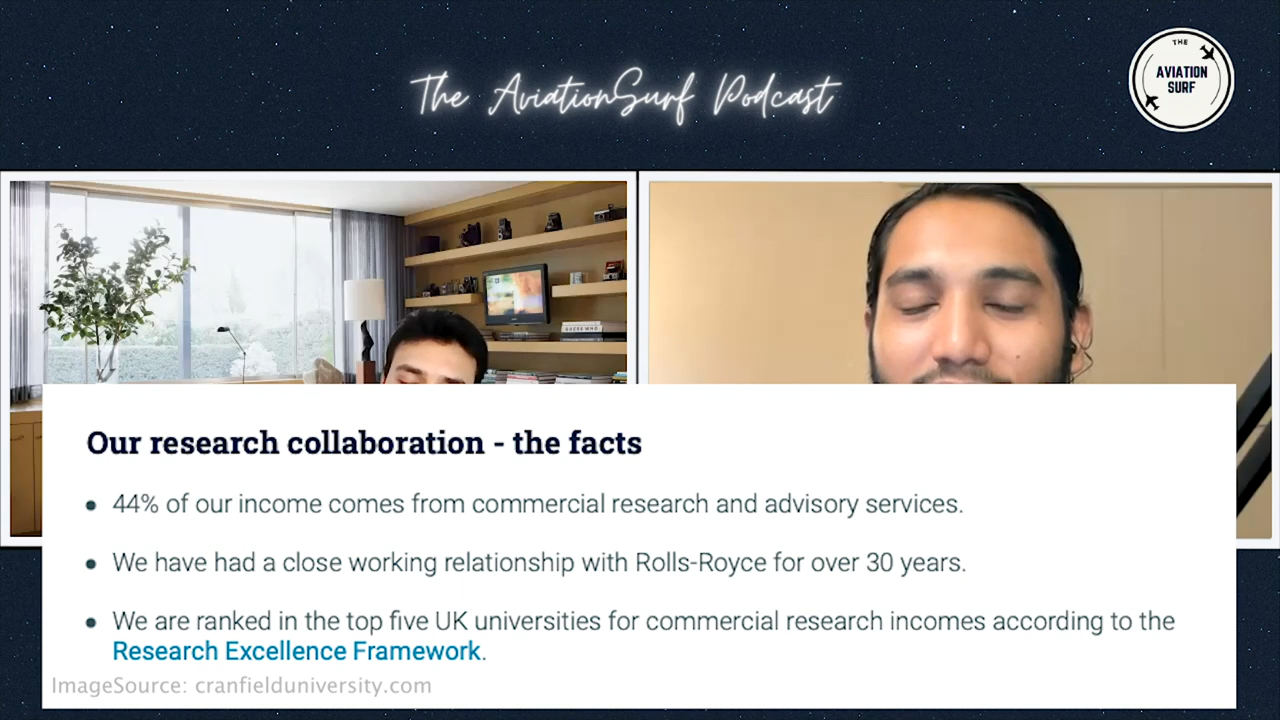 The AviationSurf Podcast
THE
AVIATION
SURF
Our research collaboration - the facts
• 44% of our income comes from commercial research and advisory services.
• We have had a close working relationship with Rolls-Royce for over 30 years.
• We are ranked in the top five UK universities for commercial research incomes according to the
Research Excellence Framework.
ImageSource: cranfielduniversity.com